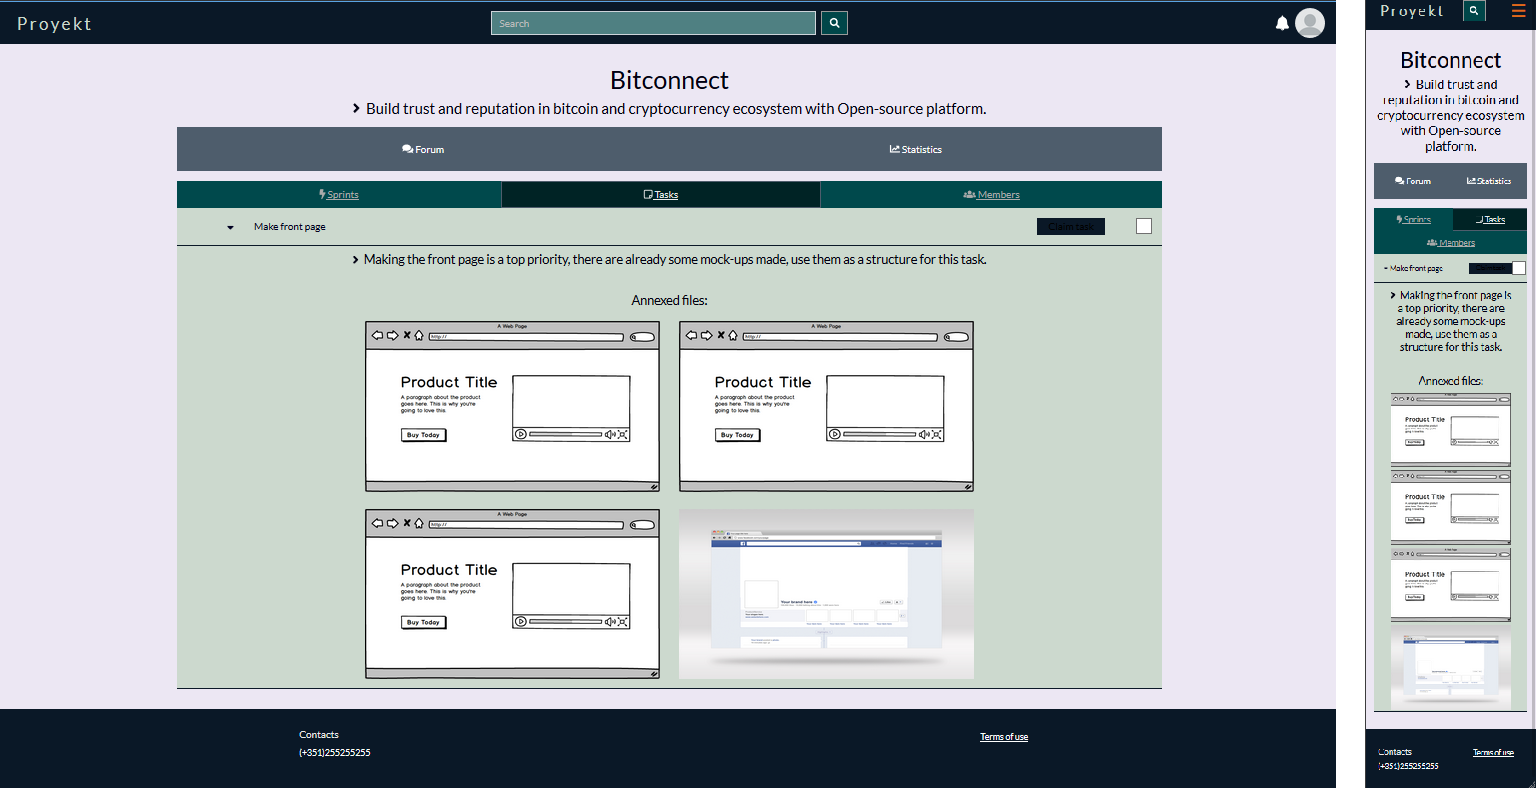 Proyekt
Search
Bitconnect
Build trust and reputation in bitcoin and cryptocurrency ecosystem with Open-source platform.
Forum
Statistics
Sprints
Tasks
Members
Make front page
Claim task
Making the front page is a top priority, there are already some mock-ups made, use them as a structure for this task.
Annexed files:
A Web Page
http://
Product Title
A paragraph about the product
goes here. This is why you're
going to love this.
Buy Today
A Web Page
http://
Product Title
A paragraph about the product
goes here. This is why you're
going to love this.
Buy Today
A Web Page
http://
Product Title
A paragraph about the product
goes here. This is why you're
going to love this.
Buy Today
Your brand here
Contacts
(+351)255255255
Terms of use
Proyekt
Bitconnect
Build trust and
reputation in bitcoin and
cryptocurrency ecosystem
with Open-source
platform.
Forum
Statistics
Sprints
Tasks
Members
Make front page
Making the front page is
a top priority, there are
already some mock-ups
made, use them as a
structure for this task.
Annexed files:
Product Title
Buy Today
Product Title
Buy Today
Product Title
Buy Today
Contacts
(+351)255255255
Terms of use